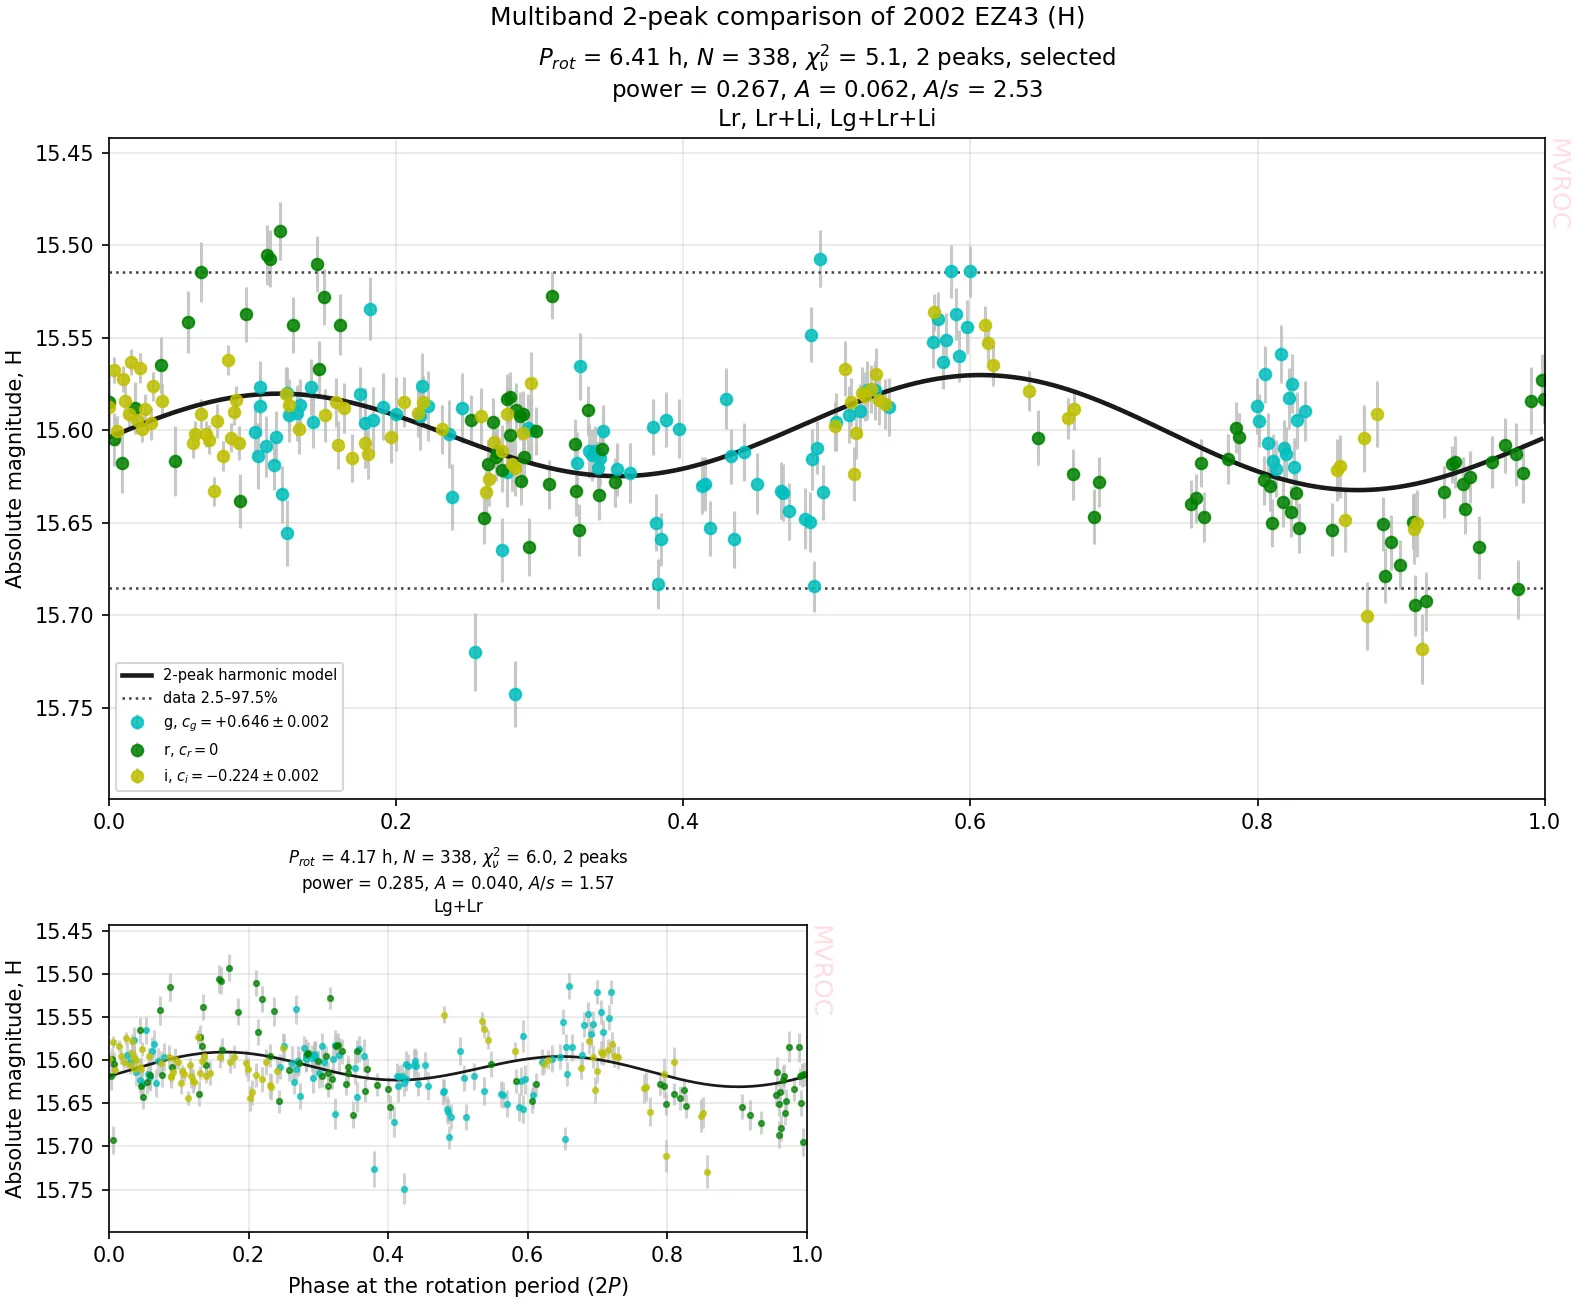 Multiband 2-peak comparison of 2002 EZ43 (H)
P_rot = 6.41 h, N = 338, χ²_ν = 5.1, 2 peaks, selected
power = 0.267, A = 0.062, A/s = 2.53
Lr, Lr+Li, Lg+Lr+Li
MVROC
Absolute magnitude, H
15.45
15.50
15.55
15.60
15.65
15.70
15.75
2-peak harmonic model
data 2.5–97.5%
g, c_g = +0.646 ± 0.002
r, c_r = 0
i, c_i = −0.224 ± 0.002
0.0 0.2 0.4 0.6 0.8 1.0
P_rot = 4.17 h, N = 338, χ²_ν = 6.0, 2 peaks
power = 0.285, A = 0.040, A/s = 1.57
Lg+Lr
MVROC
Absolute magnitude, H
15.45
15.50
15.55
15.60
15.65
15.70
15.75
0.0 0.2 0.4 0.6 0.8 1.0
Phase at the rotation period (2P)